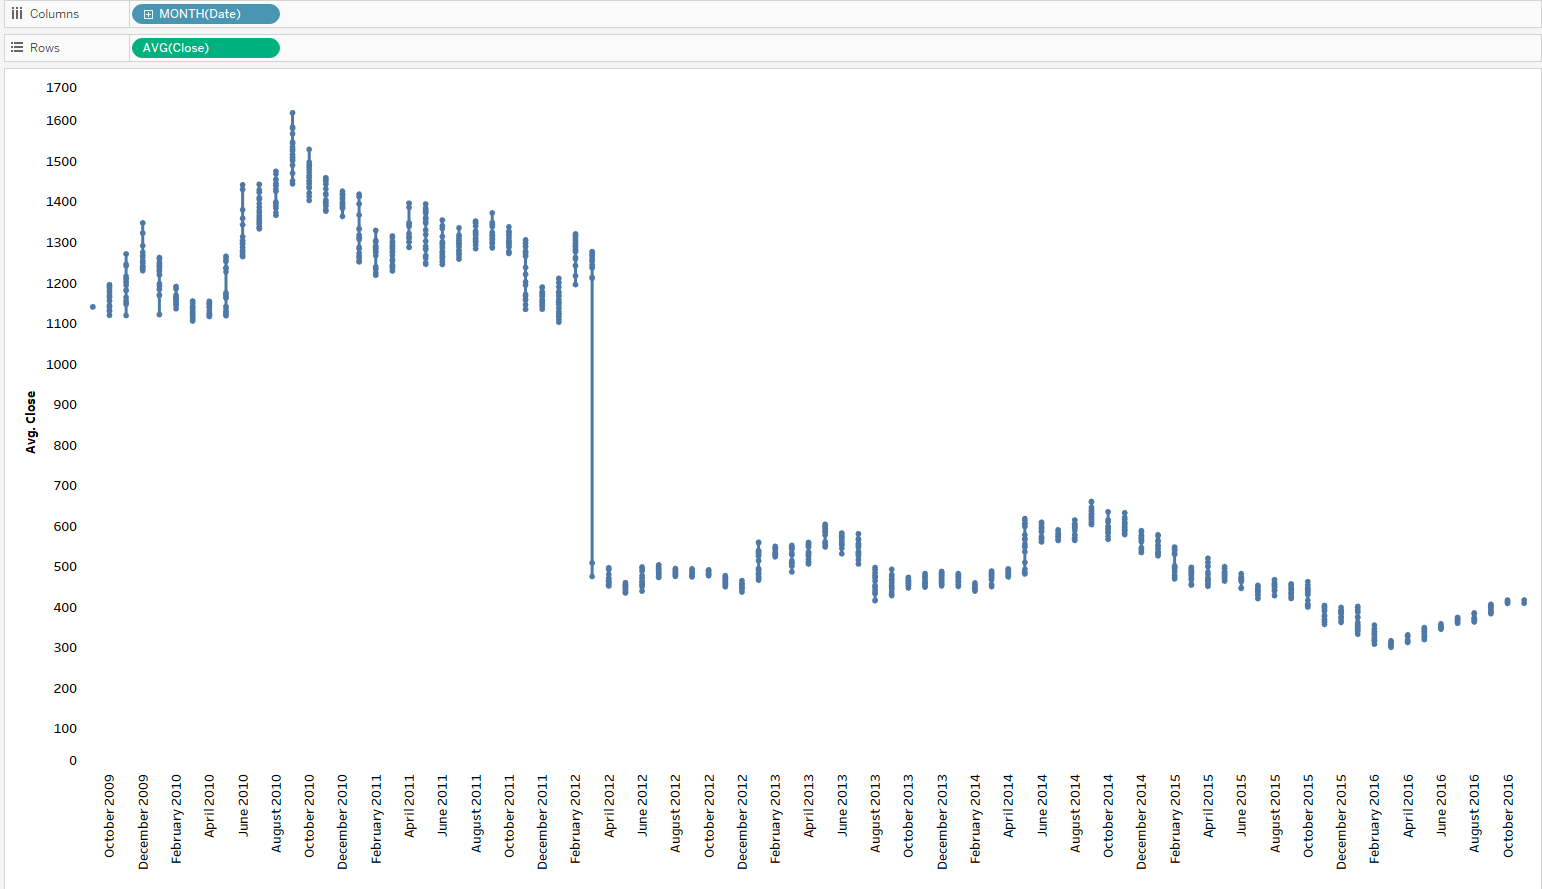 Columns
MONTH(Date)
Rows
AVG(Close)
1700
1600
1500
1400
1300
1200
1100
1000
900
800
700
600
500
400
300
200
100
0
Avg. Close
October 2009
December 2009
February 2010
April 2010
June 2010
August 2010
October 2010
December 2010
February 2011
April 2011
June 2011
August 2011
October 2011
December 2011
February 2012
April 2012
June 2012
August 2012
October 2012
December 2012
February 2013
April 2013
June 2013
August 2013
October 2013
December 2013
February 2014
April 2014
June 2014
August 2014
October 2014
December 2014
February 2015
April 2015
June 2015
August 2015
October 2015
December 2015
February 2016
April 2016
June 2016
August 2016
October 2016